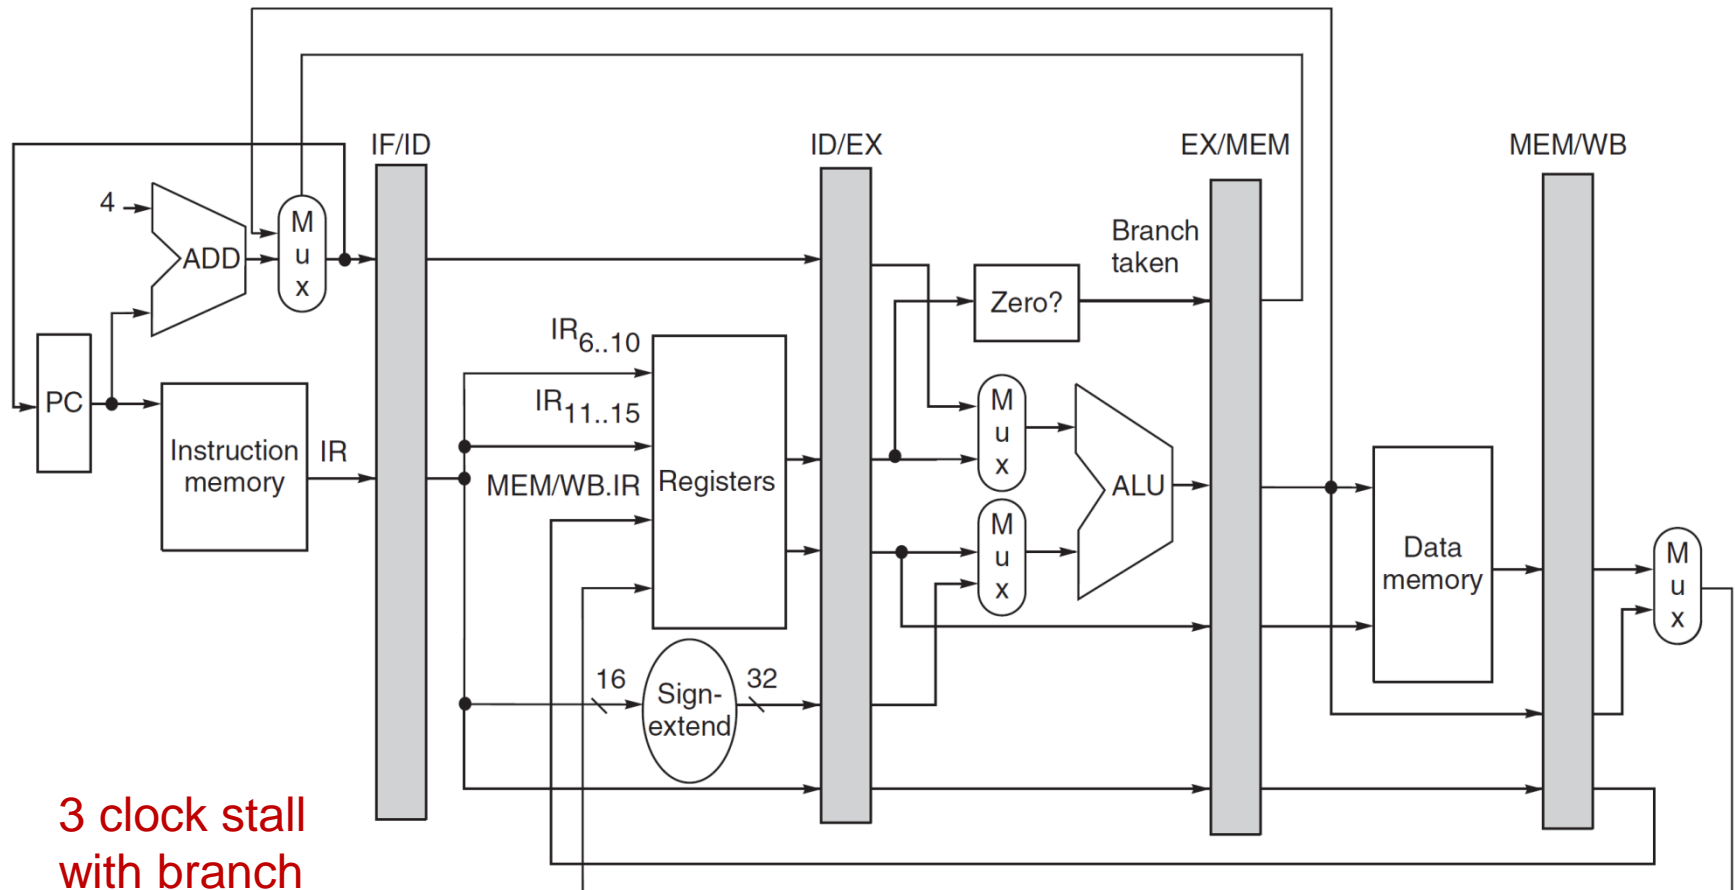 IF/ID
ID/EX
EX/MEM
MEM/WB
4
ADD
M
u
x
Branch
taken
Zero?
IR6..10
PC
IR11..15
M
u
x
Instruction
memory
IR
MEM/WB.IR
Registers
ALU
M
u
x
Data
memory
M
u
x
16
Sign-
extend
32
3 clock stall
with branch